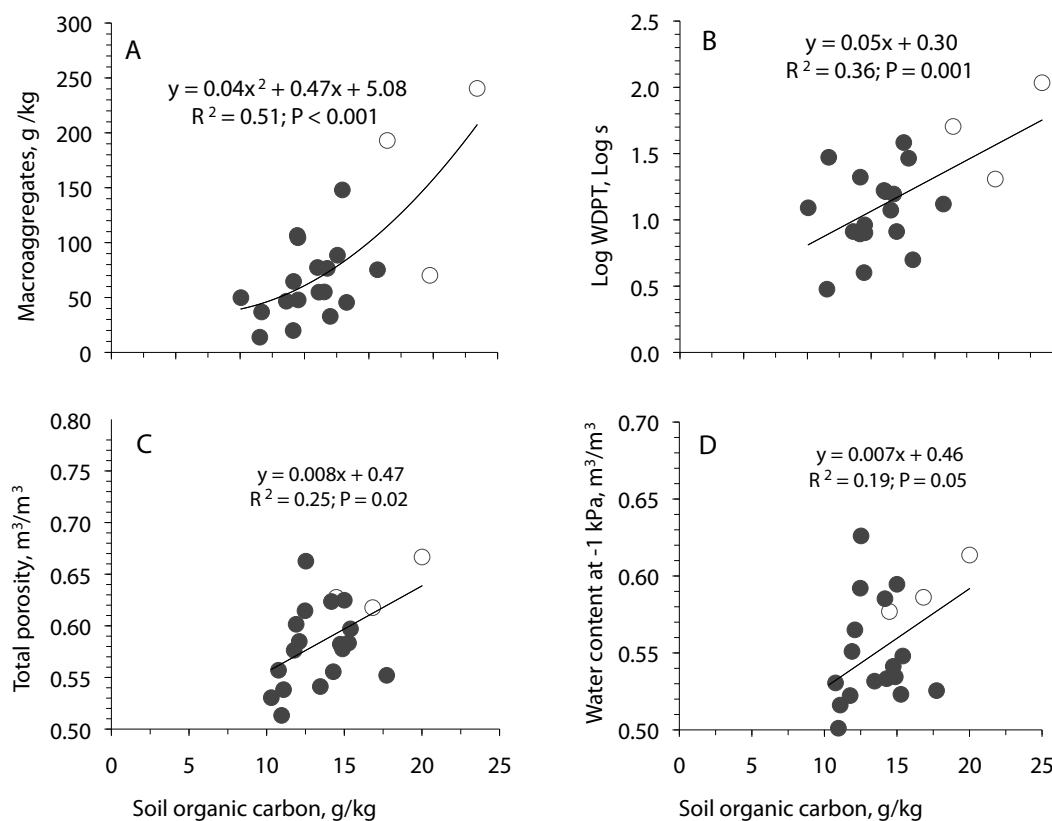 A
300
250
200
150
100
50
0
Macroaggregates, g /kg
y = 0.04x² + 0.47x + 5.08
R² = 0.51; P < 0.001
B
2.5
2.0
1.5
1.0
0.5
0.0
Log WDPT, Log s
y = 0.05x + 0.30
R² = 0.36; P = 0.001
C
0.80
0.75
0.70
0.65
0.60
0.55
0.50
Total porosity, m³/m³
y = 0.008x + 0.47
R² = 0.25; P = 0.02
0 5 10 15 20 25
Soil organic carbon, g/kg
D
0.70
0.65
0.60
0.55
0.50
Water content at -1 kPa, m³/m³
y = 0.007x + 0.46
R² = 0.19; P = 0.05
0 5 10 15 20 25
Soil organic carbon, g/kg